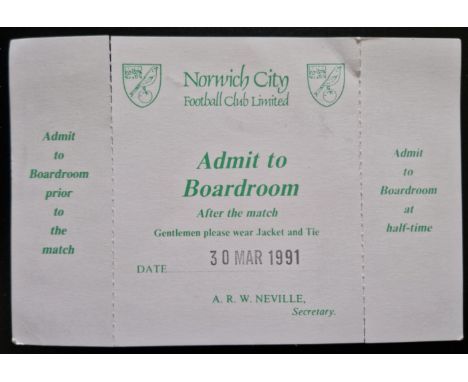 Admit
to
Boardroom
prior
to
the
match
Norwich City
Football Club Limited
Admit to
Boardroom
After the match
Gentlemen please wear Jacket and Tie
DATE 30 MAR 1991
A. R. W. NEVILLE,
Secretary.
Admit
to
Boardroom
at
half-time